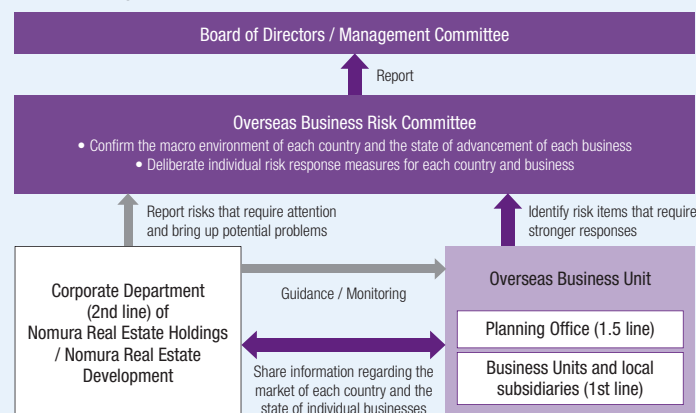 Board of Directors / Management Committee
Report
Overseas Business Risk Committee
• Confirm the macro environment of each country and the state of advancement of each business
• Deliberate individual risk response measures for each country and business
Report risks that require attention
and bring up potential problems
Identify risk items that require
stronger responses
Corporate Department
(2nd line) of
Nomura Real Estate Holdings
/ Nomura Real Estate
Development
Guidance / Monitoring
Share information regarding the
market of each country and the
state of individual businesses
Overseas Business Unit
Planning Office (1.5 line)
Business Units and local
subsidiaries (1st line)